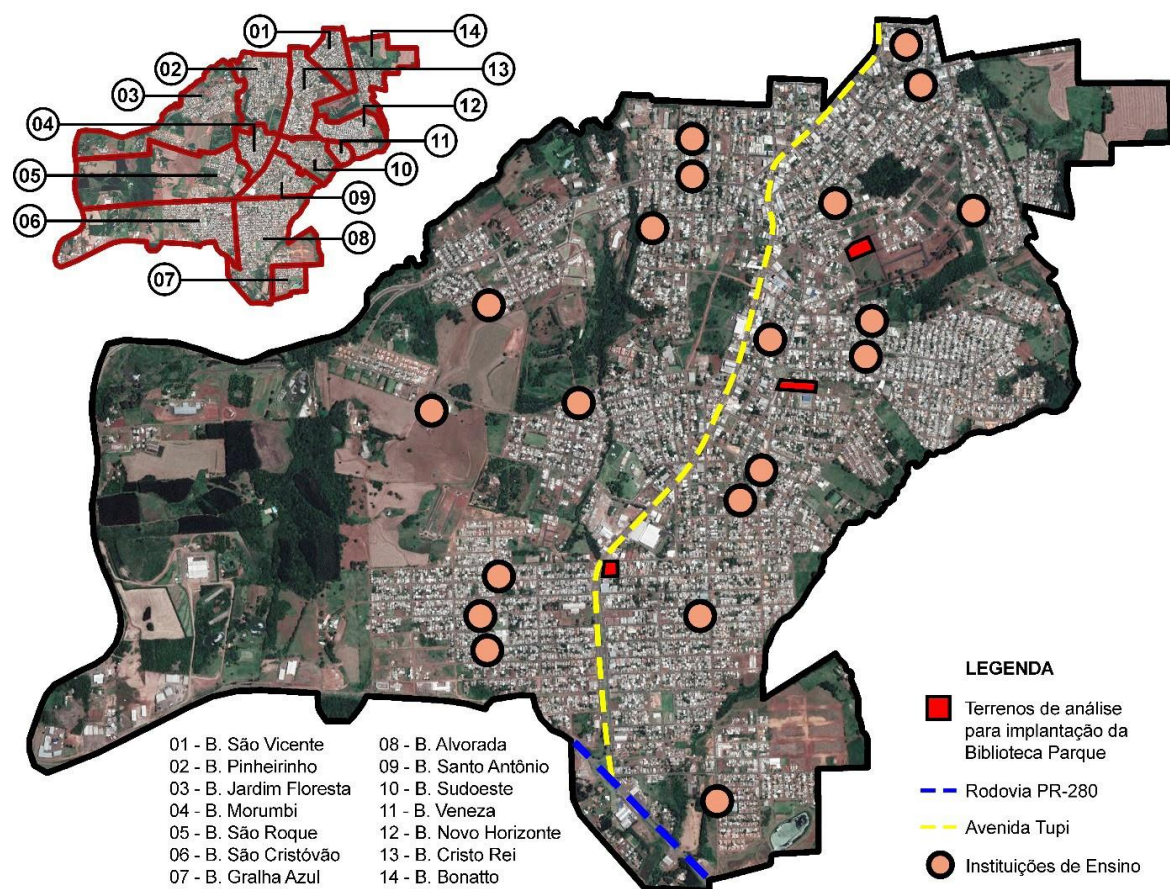 01
14
02
13
03
12
04
11
05
10
09
06
08
07
LEGENDA
Terrenos de análise
para implantação da
Biblioteca Parque
Rodovia PR-280
Avenida Tupi
Instituições de Ensino
01 - B. São Vicente
02 - B. Pinheirinho
03 - B. Jardim Floresta
04 - B. Morumbi
05 - B. São Roque
06 - B. São Cristóvão
07 - B. Gralha Azul
08 - B. Alvorada
09 - B. Santo Antônio
10 - B. Sudoeste
11 - B. Veneza
12 - B. Novo Horizonte
13 - B. Cristo Rei
14 - B. Bonatto